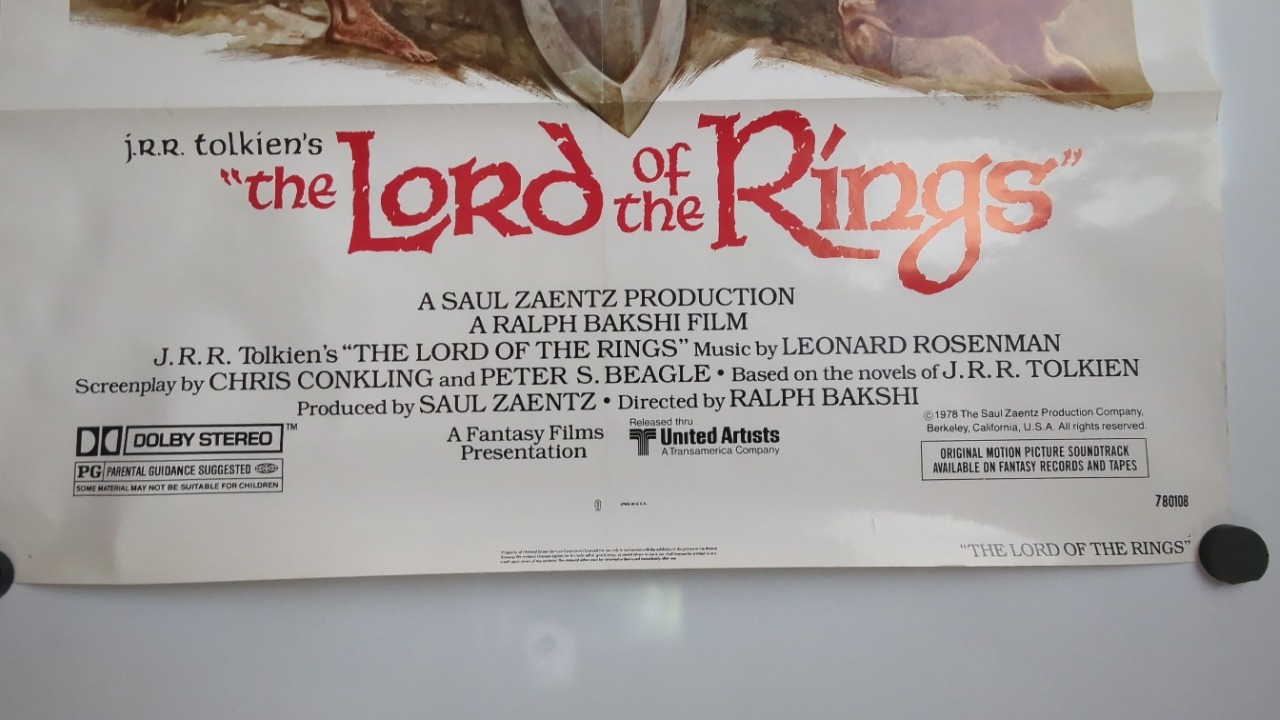 J.R.R. tolkien's
"the Lord of the Rings"
A SAUL ZAENTZ PRODUCTION
A RALPH BAKSHI FILM
J.R.R. Tolkien's "THE LORD OF THE RINGS" Music by LEONARD ROSENMAN
Screenplay by CHRIS CONKLING and PETER S. BEAGLE • Based on the novels of J.R.R. TOLKIEN
Produced by SAUL ZAENTZ • Directed by RALPH BAKSHI
DOLBY STEREO TM
PG PARENTAL GUIDANCE SUGGESTED
SOME MATERIAL MAY NOT BE SUITABLE FOR CHILDREN
A Fantasy Films
Presentation
Released thru
United Artists
A Transamerica Company
©1978 The Saul Zaentz Production Company,
Berkeley, California, U.S.A. All rights reserved.
ORIGINAL MOTION PICTURE SOUNDTRACK
AVAILABLE ON FANTASY RECORDS AND TAPES
780108
"THE LORD OF THE RINGS"